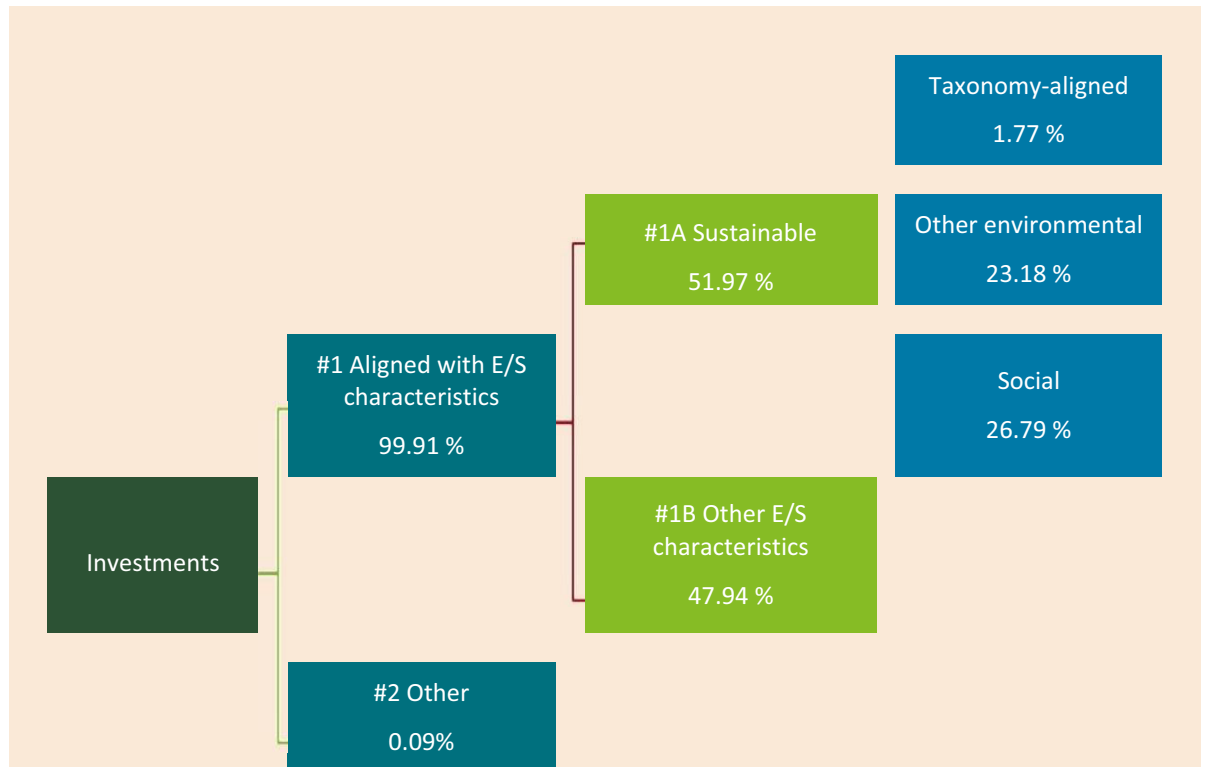 Taxonomy-aligned
1.77 %
#1A Sustainable
51.97 %
Other environmental
23.18 %
#1 Aligned with E/S
characteristics
99.91 %
Social
26.79 %
Investments
#1B Other E/S
characteristics
47.94 %
#2 Other
0.09%